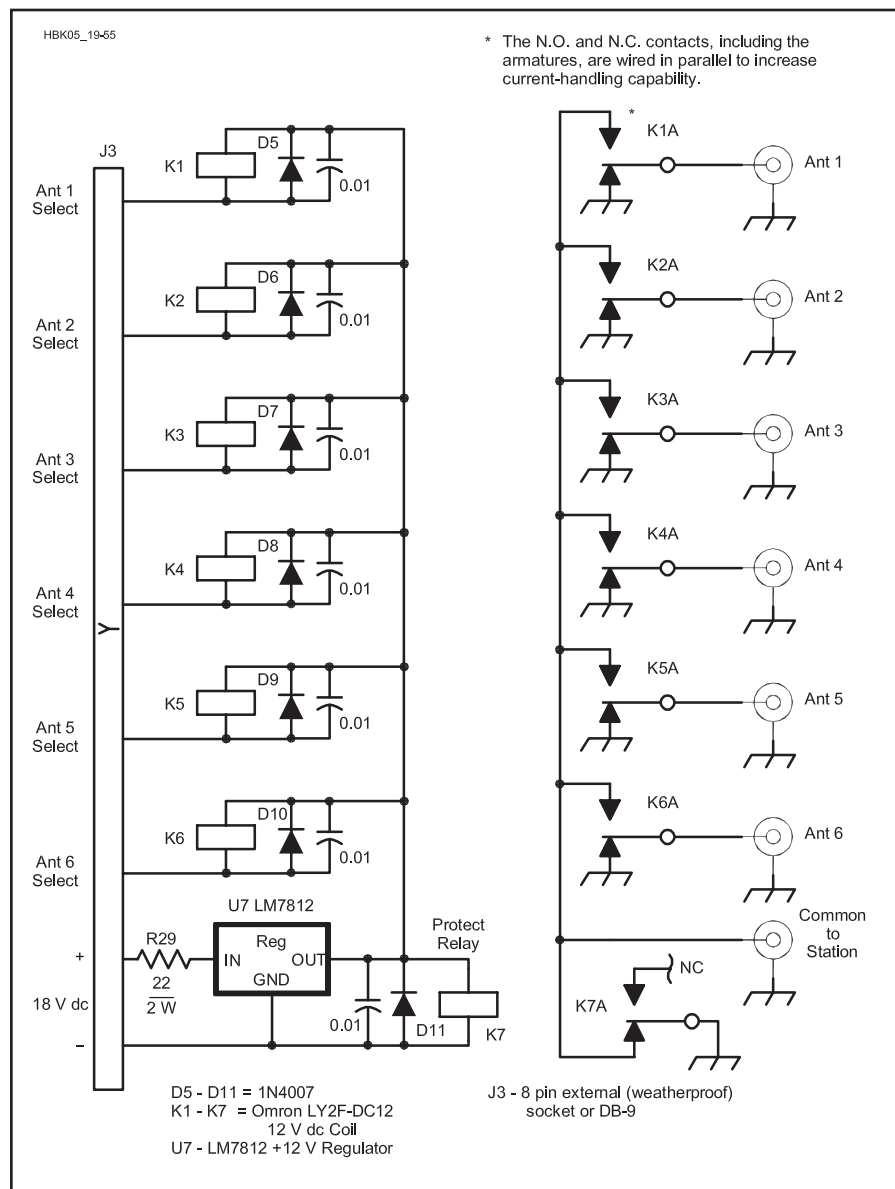 HBK05_19-55
* The N.O. and N.C. contacts, including the
armatures, are wired in parallel to increase
current-handling capability.
J3
Ant 1
Select
K1
D5
0.01
*
K1A
Ant 1
Ant 2
Select
K2
D6
0.01
K2A
Ant 2
Ant 3
Select
K3
D7
0.01
K3A
Ant 3
Ant 4
Select
K4
D8
0.01
K4A
Ant 4
Y
Ant 5
Select
K5
D9
0.01
K5A
Ant 5
Ant 6
Select
K6
D10
0.01
K6A
Ant 6
U7 LM7812
+
R29
22
2 W
18 V dc
–
Reg
IN
OUT
GND
0.01
D11
Protect
Relay
K7
Common
to
Station
NC
K7A
D5 - D11 = 1N4007
K1 - K7 = Omron LY2F-DC12
12 V dc Coil
U7 - LM7812 +12 V Regulator
J3 - 8 pin external (weatherproof)
socket or DB-9